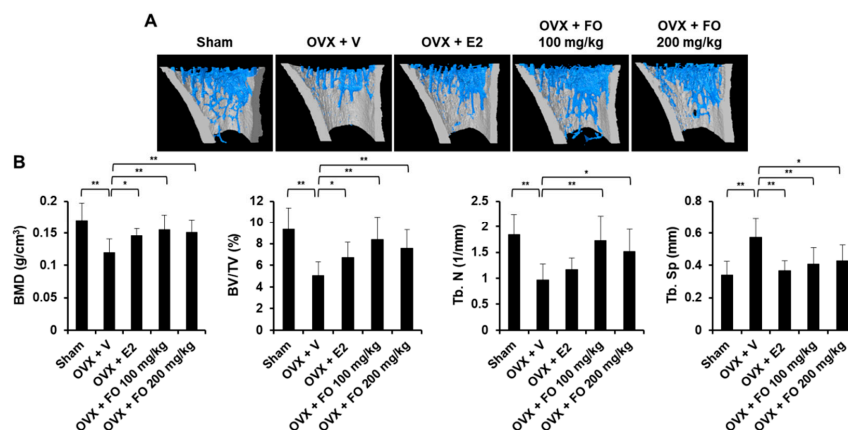 A
Sham
OVX + V
OVX + E2
OVX + FO
100 mg/kg
OVX + FO
200 mg/kg
B
**
**
** *
BMD (g/cm³)
0.2
0.15
0.1
0.05
0
Sham
OVX + V
OVX + E2
OVX + FO 100 mg/kg
OVX + FO 200 mg/kg
**
**
** *
BV/TV (%)
12
10
8
6
4
2
0
Sham
OVX + V
OVX + E2
OVX + FO 100 mg/kg
OVX + FO 200 mg/kg
*
** **
Tb. N (1/mm)
2.5
2
1.5
1
0.5
0
Sham
OVX + V
OVX + E2
OVX + FO 100 mg/kg
OVX + FO 200 mg/kg
*
**
** **
Tb. Sp (mm)
0.8
0.6
0.4
0.2
0
Sham
OVX + V
OVX + E2
OVX + FO 100 mg/kg
OVX + FO 200 mg/kg